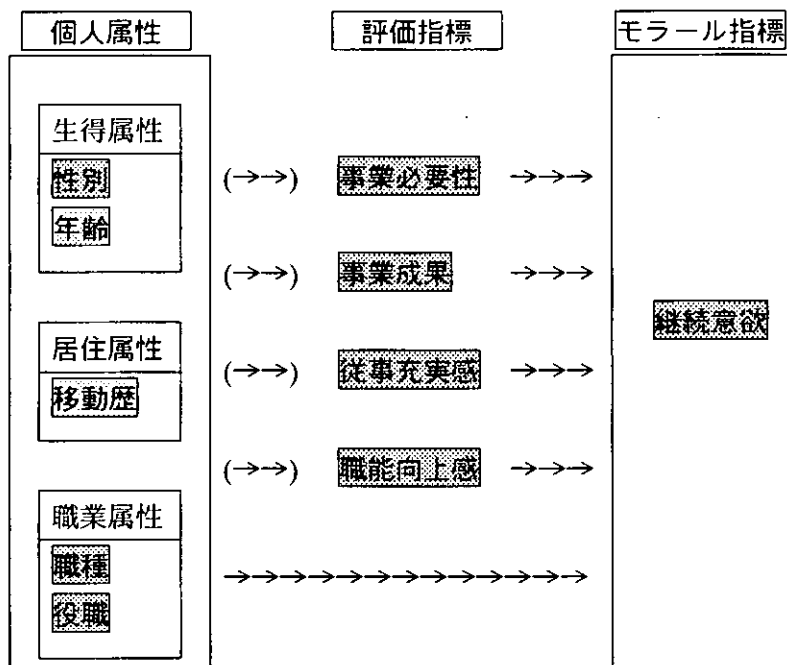 個人属性 評価指標 モラール指標
生得属性
性別 (→→) 事業必要性 →→→
年齢
(→→) 事業成果 →→→
継続意欲
居住属性
(→→) 従事充実感 →→→
移動歴
(→→) 職能向上感 →→→
職業属性
職種 →→→→→→→→→→→→→
役職